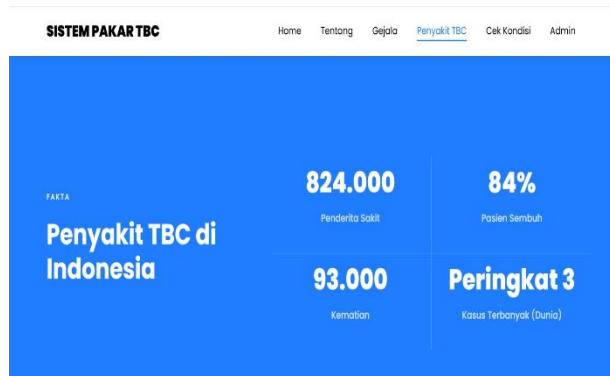 SISTEM PAKAR TBC
Home Tentang Gejala Penyakit TBC Cek Kondisi Admin
FAKTA
Penyakit TBC di
Indonesia
824.000
Penderita Sakit
84%
Pasien Sembuh
93.000
Kematian
Peringkat 3
Kasus Terbanyak (Dunia)